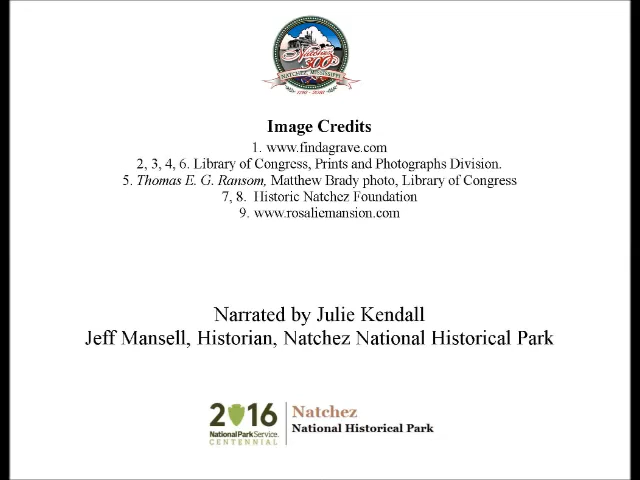 Natchez
300
NATCHEZ, MISSISSIPPI
1716 - 2016
Image Credits
1. www.findagrave.com
2, 3, 4, 6. Library of Congress, Prints and Photographs Division.
5. Thomas E. G. Ransom, Matthew Brady photo, Library of Congress
7, 8. Historic Natchez Foundation
9. www.rosaliemansion.com
Narrated by Julie Kendall
Jeff Mansell, Historian, Natchez National Historical Park
2016
National Park Service
CENTENNIAL
Natchez
National Historical Park